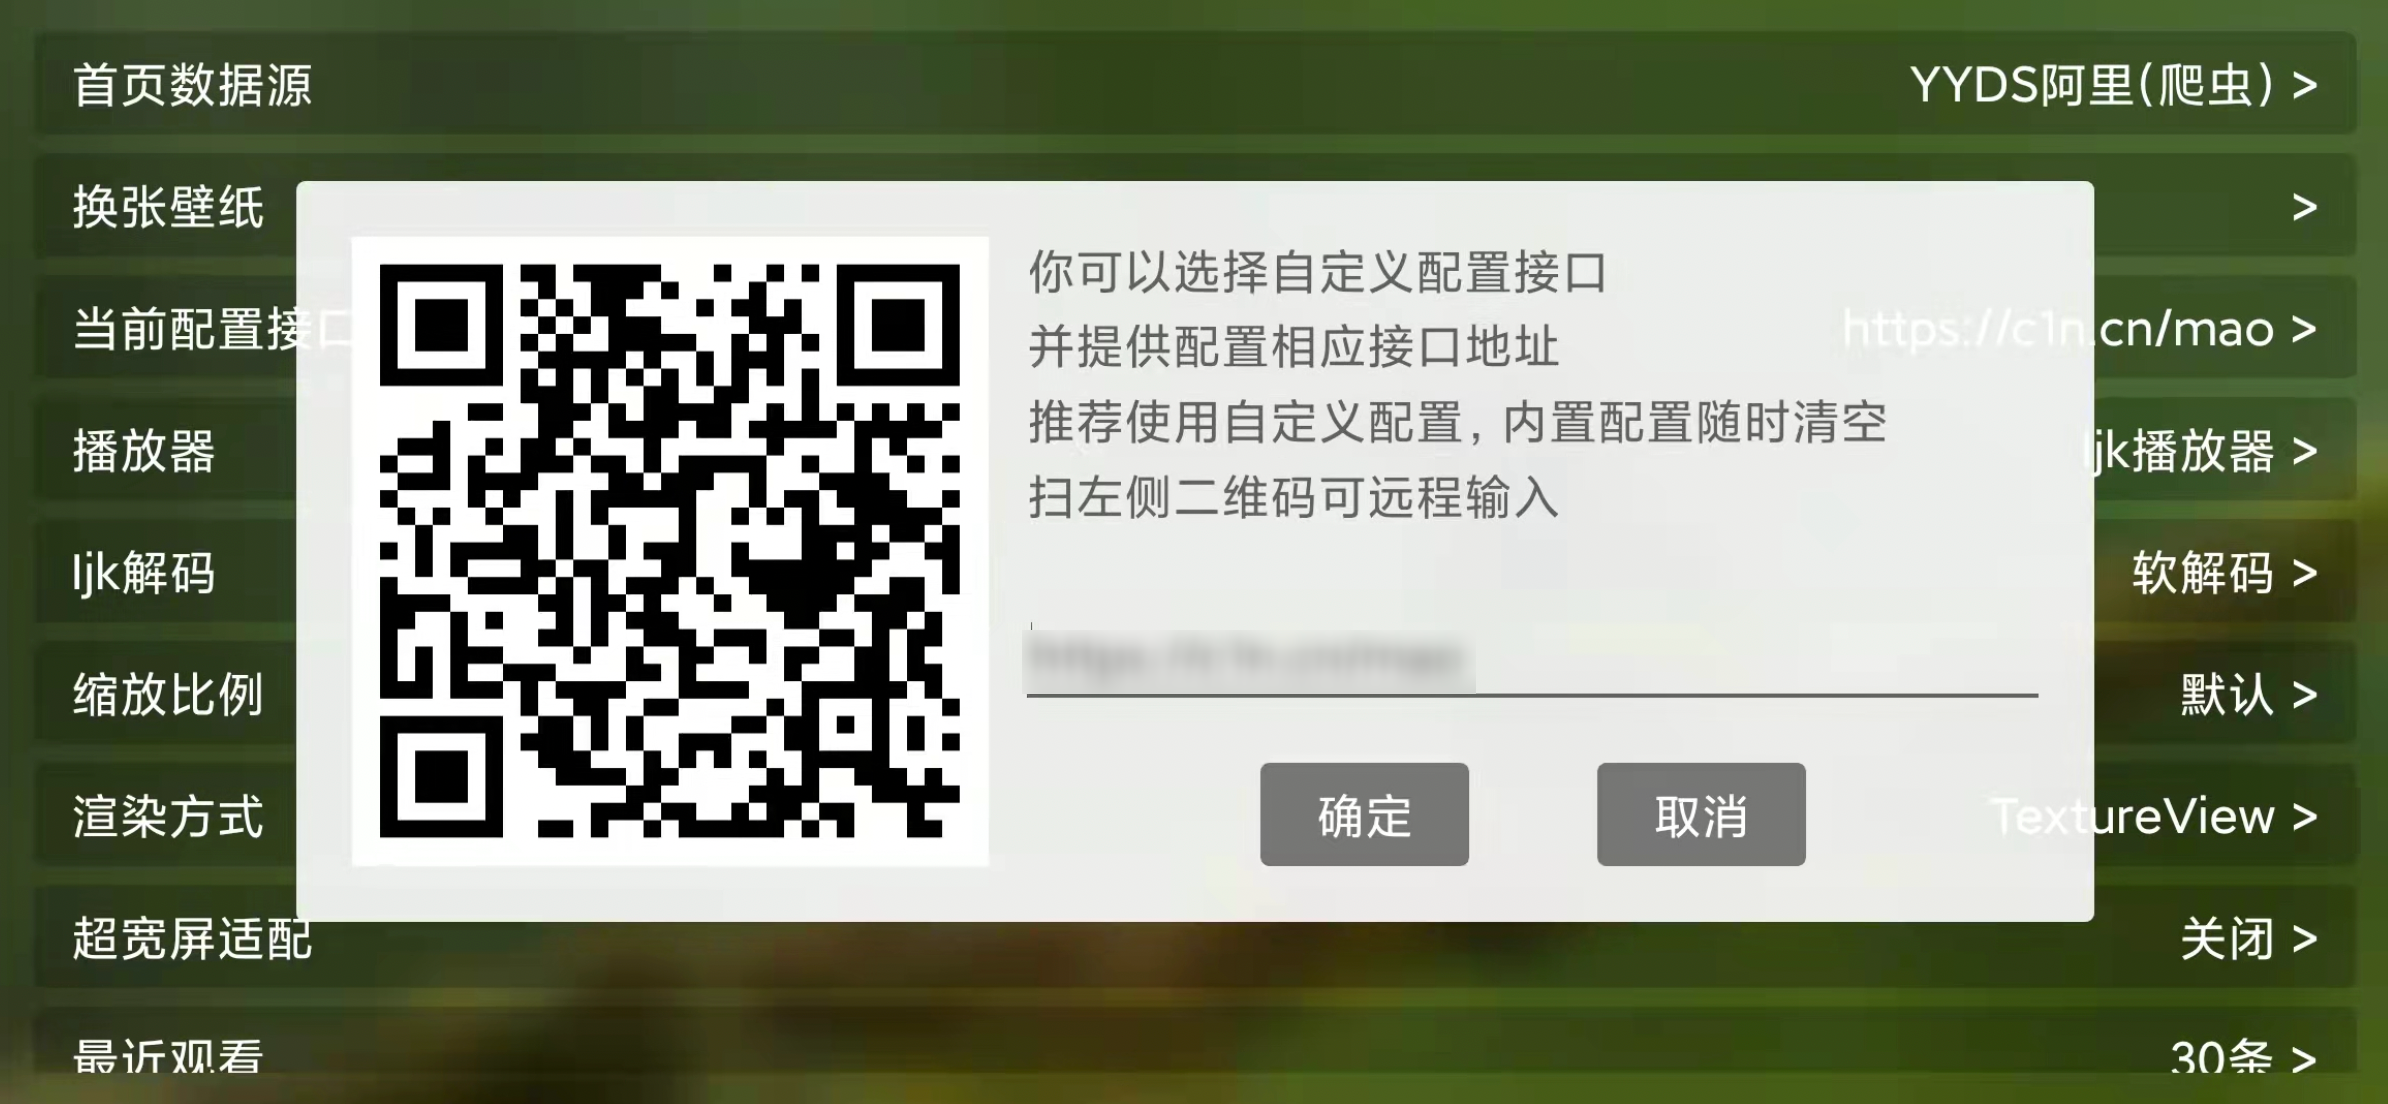 首页数据源
YYDS阿里(爬虫) >
换张壁纸
>
当前配置接口
https://c1n.cn/mao >
播放器
Ijk播放器 >
Ijk解码
软解码 >
缩放比例
默认 >
渲染方式
TextureView >
超宽屏适配
关闭 >
最近观看
30条 >
你可以选择自定义配置接口
并提供配置相应接口地址
推荐使用自定义配置，内置配置随时清空
扫左侧二维码可远程输入
确定
取消